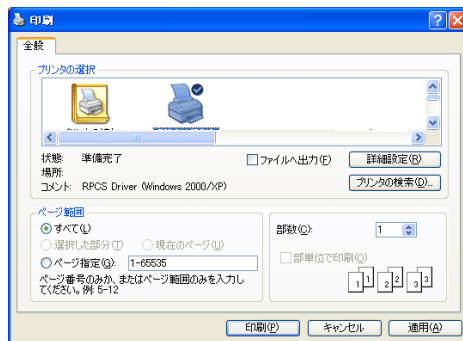 印刷
全般
プリンタの選択
状態: 準備完了
場所:
コメント: RPCS Driver (Windows 2000/XP)
ファイルへ出力(F)
詳細設定(R)
プリンタの検索(D)...
ページ範囲
すべて(L)
選択した部分(T) 現在のページ(U)
ページ指定(G): 1-65535
ページ番号のみか、またはページ範囲のみを入力し
てください。例: 5-12
部数(C): 1
部単位で印刷(O)
1 1 2 2 3 3
印刷(P) キャンセル 適用(A)